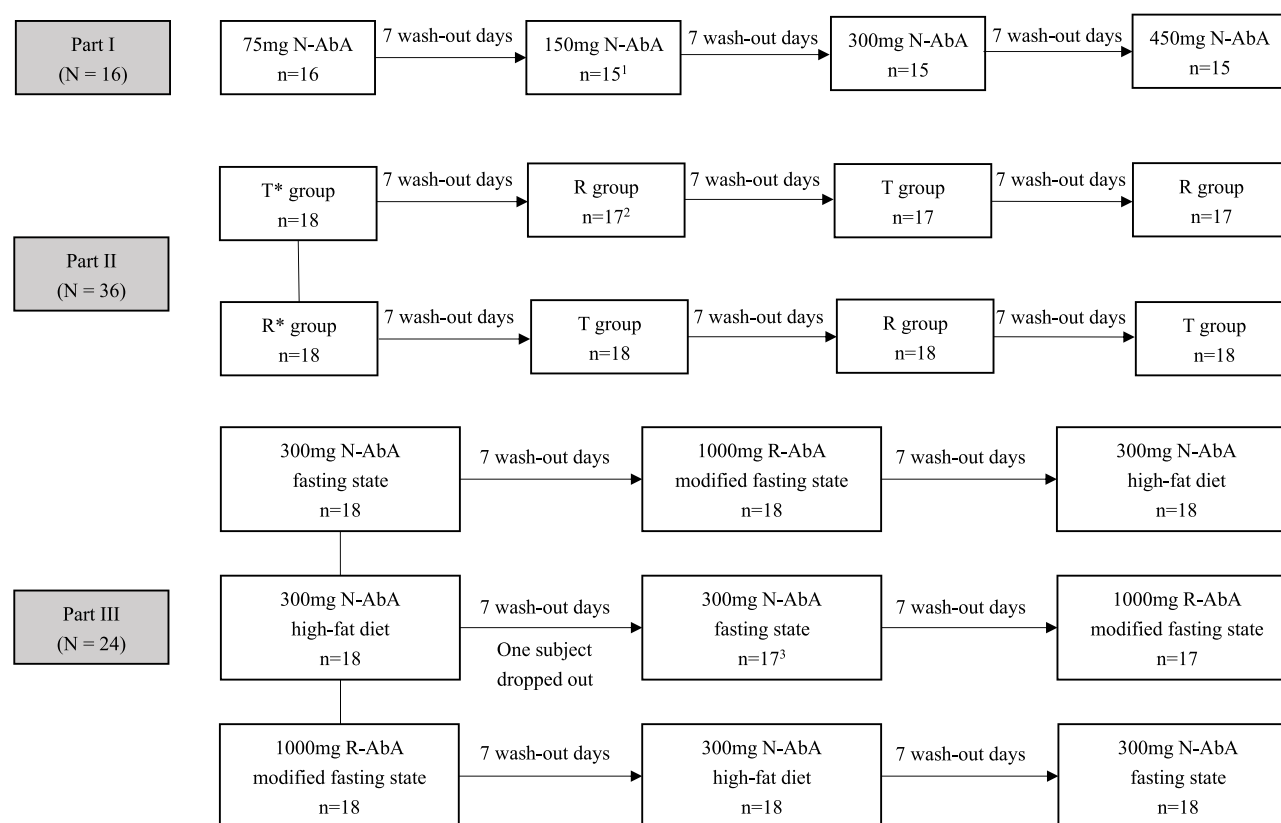 Part I
(N = 16)
75mg N-AbA
n=16
7 wash-out days
150mg N-AbA
n=15¹
7 wash-out days
300mg N-AbA
n=15
7 wash-out days
450mg N-AbA
n=15
Part II
(N = 36)
T* group
n=18
7 wash-out days
R group
n=17²
7 wash-out days
T group
n=17
7 wash-out days
R group
n=17
R* group
n=18
7 wash-out days
T group
n=18
7 wash-out days
R group
n=18
7 wash-out days
T group
n=18
Part III
(N = 24)
300mg N-AbA
fasting state
n=18
7 wash-out days
1000mg R-AbA
modified fasting state
n=18
7 wash-out days
300mg N-AbA
high-fat diet
n=18
300mg N-AbA
high-fat diet
n=18
7 wash-out days
One subject
dropped out
300mg N-AbA
fasting state
n=17³
7 wash-out days
1000mg R-AbA
modified fasting state
n=17
1000mg R-AbA
modified fasting state
n=18
7 wash-out days
300mg N-AbA
high-fat diet
n=18
7 wash-out days
300mg N-AbA
fasting state
n=18